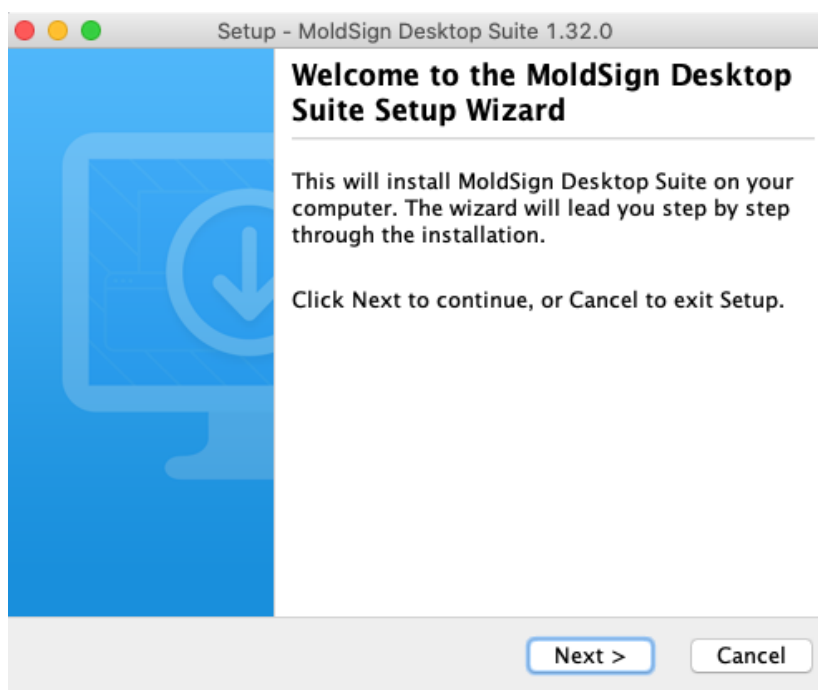 Setup - MoldSign Desktop Suite 1.32.0
Welcome to the MoldSign Desktop
Suite Setup Wizard
This will install MoldSign Desktop Suite on your
computer. The wizard will lead you step by step
through the installation.
Click Next to continue, or Cancel to exit Setup.
Next >
Cancel